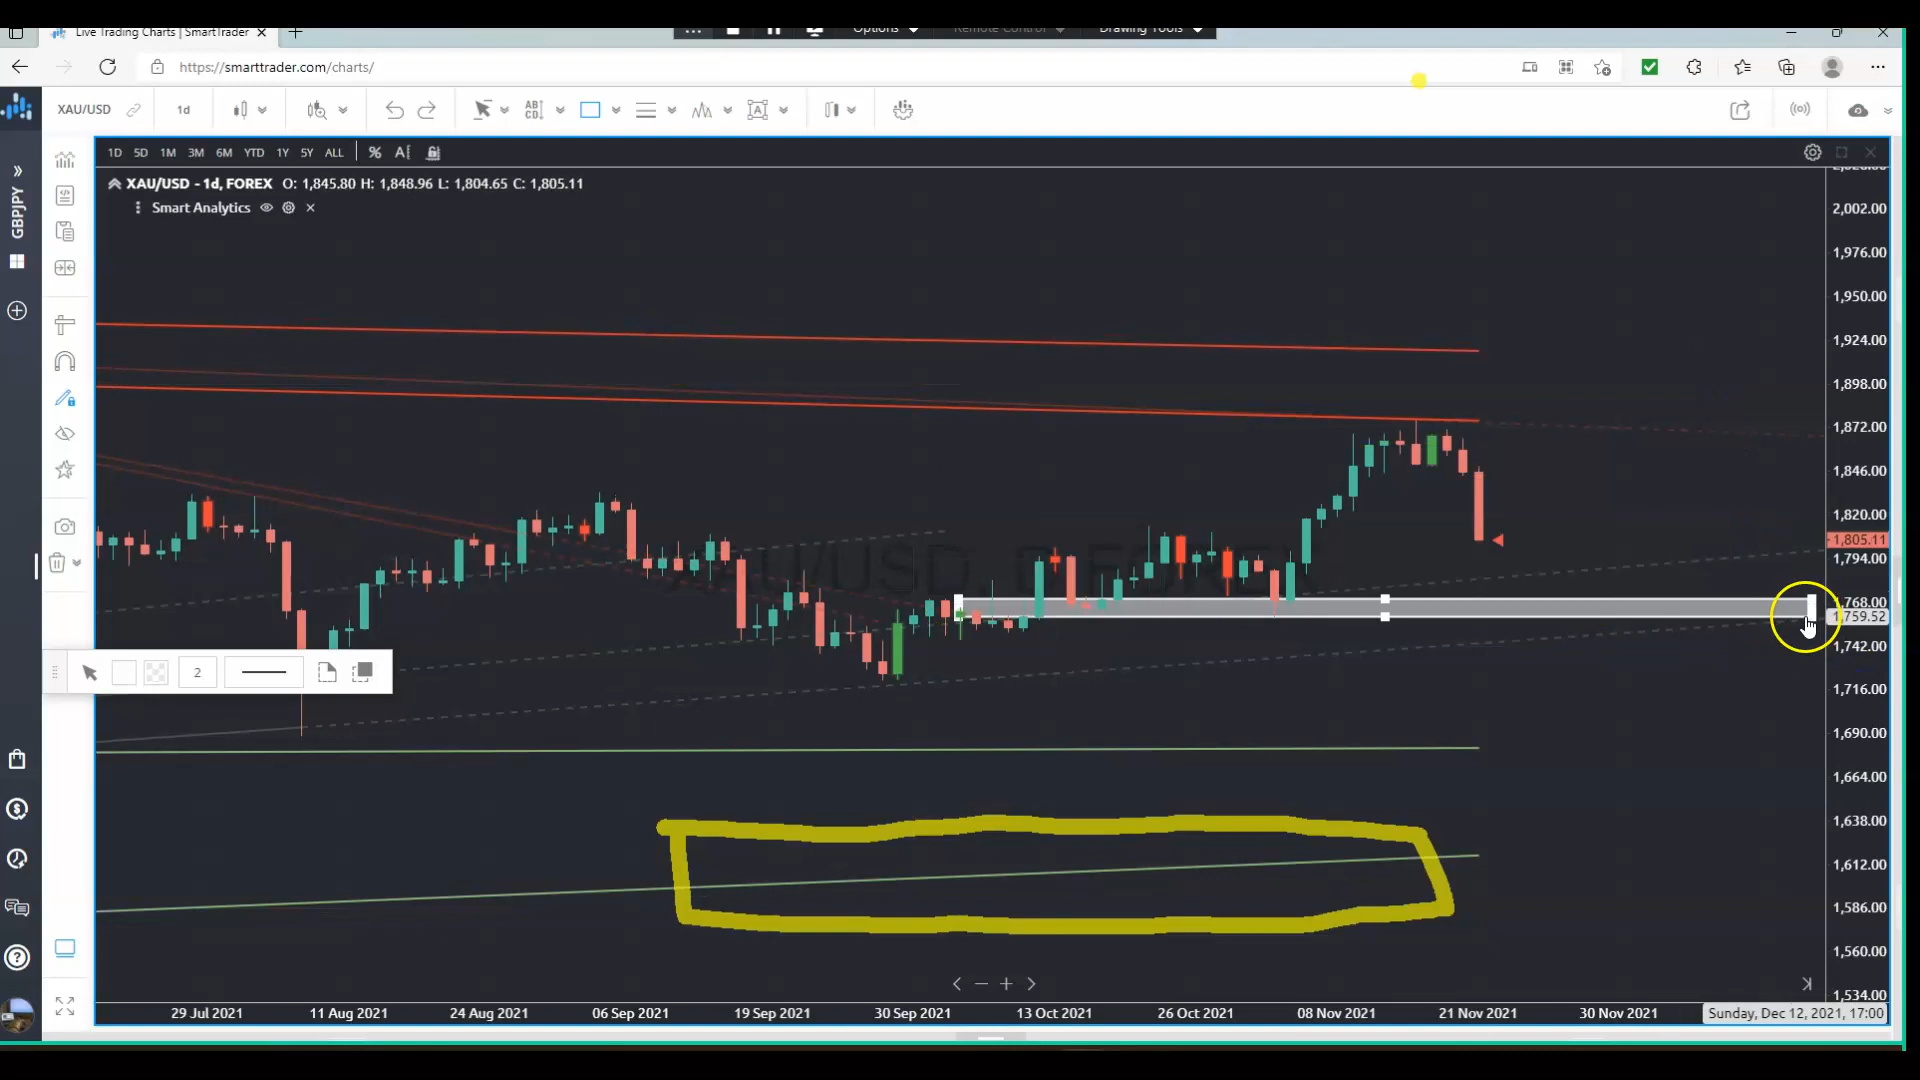 Live Trading Charts | SmartTrader
Options
Remote Control
Drawing Tools
https://smarttrader.com/charts/
XAU/USD
1d
AB
CD
A
1D 5D 1M 3M 6M YTD 1Y 5Y ALL % A
XAU/USD - 1d, FOREX O: 1,845.80 H: 1,848.96 L: 1,804.65 C: 1,805.11
Smart Analytics
GBPJPY
2,002.00
1,976.00
1,950.00
1,924.00
1,898.00
1,872.00
1,846.00
1,820.00
1,805.11
1,794.00
1,768.00
1,759.52
1,742.00
1,716.00
1,690.00
1,664.00
1,638.00
1,612.00
1,586.00
1,560.00
1,534.00
2
29 Jul 2021 11 Aug 2021 24 Aug 2021 06 Sep 2021 19 Sep 2021 30 Sep 2021 13 Oct 2021 26 Oct 2021 08 Nov 2021 21 Nov 2021 30 Nov 2021 Sunday, Dec 12, 2021, 17:00